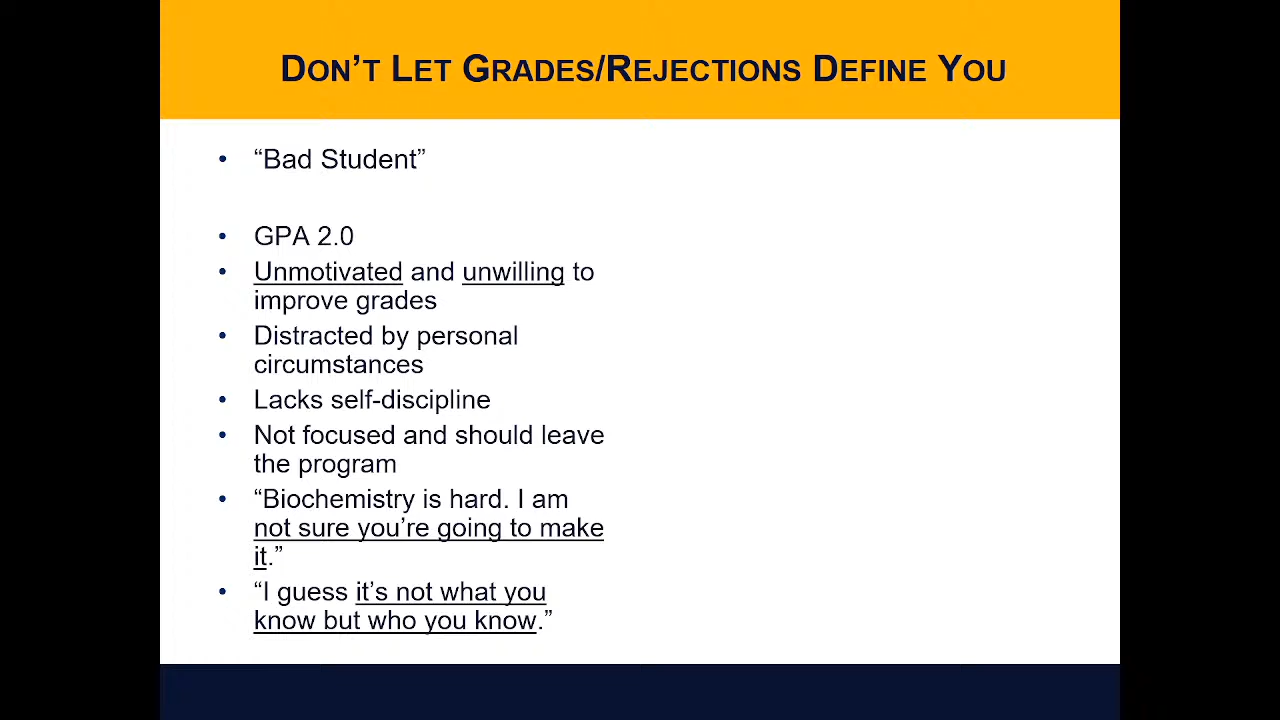 DON’T LET GRADES/REJECTIONS DEFINE YOU
• “Bad Student”
• GPA 2.0
• Unmotivated and unwilling to
improve grades
• Distracted by personal
circumstances
• Lacks self-discipline
• Not focused and should leave
the program
• “Biochemistry is hard. I am
not sure you’re going to make
it.”
• “I guess it’s not what you
know but who you know.”